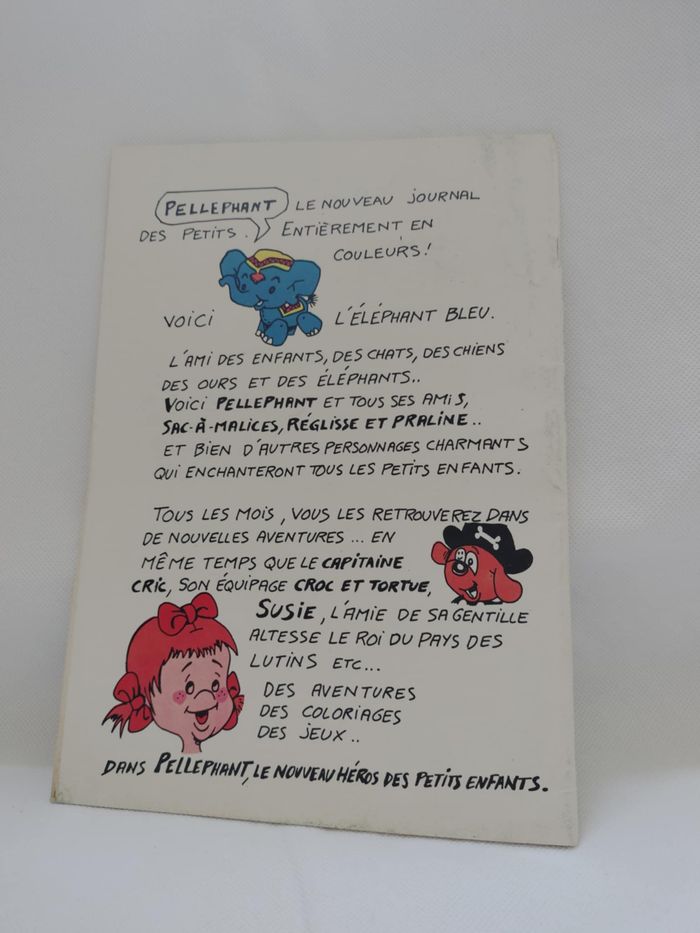 PELLEPHANT LE NOUVEAU JOURNAL
DES PETITS. ENTIÈREMENT EN
COULEURS!
VOICI L'ÉLÉPHANT BLEU.
L'AMI DES ENFANTS, DES CHATS, DES CHIENS
DES OURS ET DES ÉLÉPHANTS..
VOICI PELLEPHANT ET TOUS SES AMIS,
SAC-À-MALICES, RÉGLISSE ET PRALINE..
ET BIEN D'AUTRES PERSONNAGES CHARMANTS
QUI ENCHANTERONT TOUS LES PETITS ENFANTS.
TOUS LES MOIS, VOUS LES RETROUVEREZ DANS
DE NOUVELLES AVENTURES... EN
MÊME TEMPS QUE LE CAPITAINE
CRIC, SON ÉQUIPAGE CROC ET TORTUE,
SUSIE, L'AMIE DE SA GENTILLE
ALTESSE LE ROI DU PAYS DES
LUTINS ETC...
DES AVENTURES
DES COLORIAGES
DES JEUX..
DANS PELLEPHANT, LE NOUVEAU HÉROS DES PETITS ENFANTS.